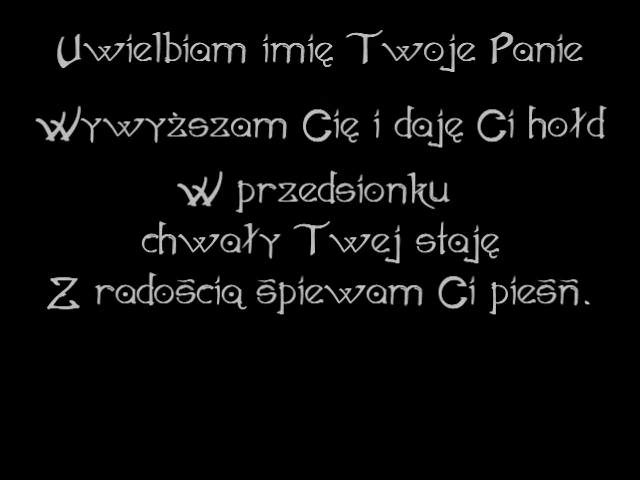 Uwielbiam imię Twoje Panie
Wywyższam Cię i daję Ci hołd
W przedsionku
chwały Twej staję
Z radością śpiewam Ci pieśń.